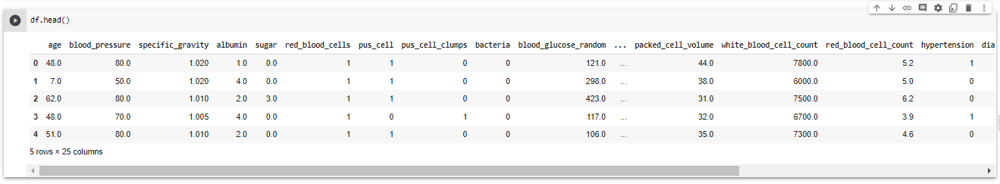 df.head()
age blood_pressure specific_gravity albumin sugar red_blood_cells pus_cell pus_cell_clumps bacteria blood_glucose_random ... packed_cell_volume white_blood_cell_count red_blood_cell_count hypertension dia
0 48.0 80.0 1.020 1.0 0.0 1 1 0 0 121.0 ... 44.0 7800.0 5.2 1
1 7.0 50.0 1.020 4.0 0.0 1 1 0 0 298.0 ... 38.0 6000.0 5.0 0
2 62.0 80.0 1.010 2.0 3.0 1 1 0 0 423.0 ... 31.0 7500.0 6.2 0
3 48.0 70.0 1.005 4.0 0.0 1 0 1 0 117.0 ... 32.0 6700.0 3.9 1
4 51.0 80.0 1.010 2.0 0.0 1 1 0 0 106.0 ... 35.0 7300.0 4.6 0
5 rows × 25 columns